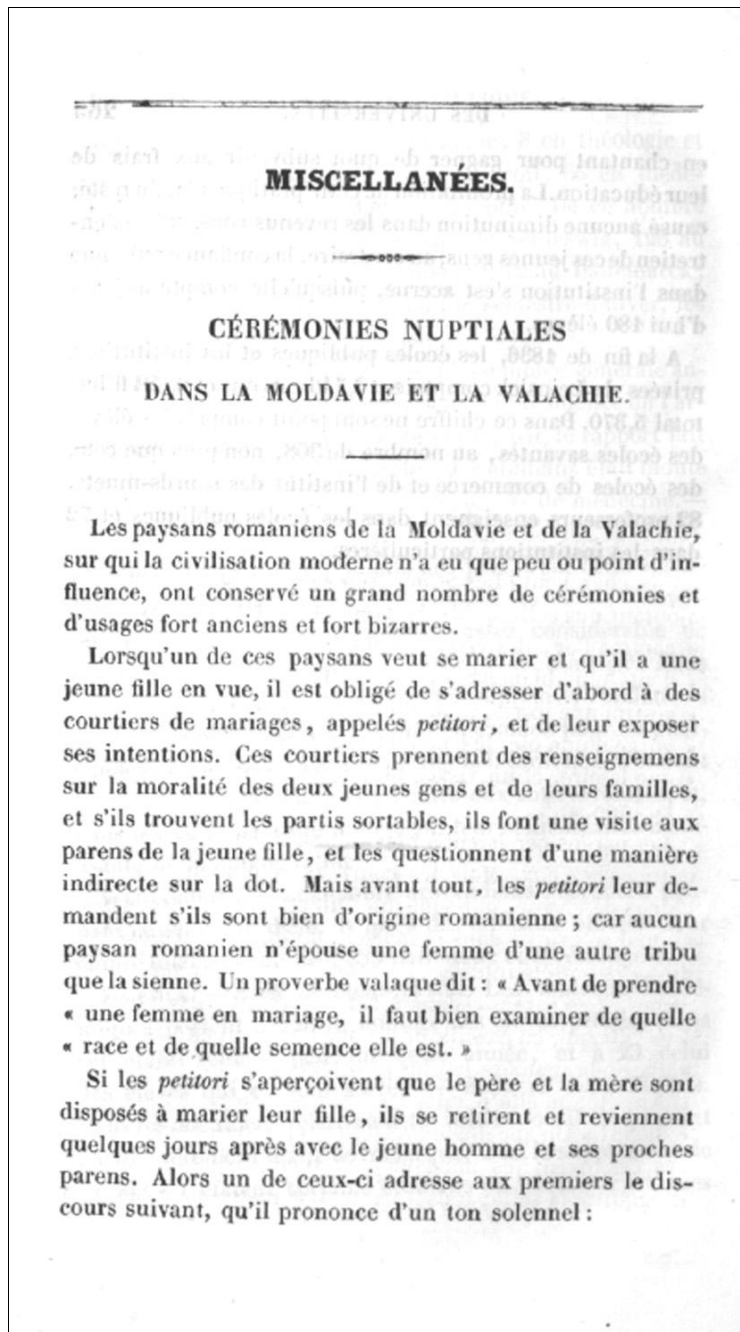 MISCELLANÉES.
CÉRÉMONIES NUPTIALES
DANS LA MOLDAVIE ET LA VALACHIE.
Les paysans romaniens de la Moldavie et de la Valachie,
sur qui la civilisation moderne n'a eu que peu ou point d'in-
fluence, ont conservé un grand nombre de cérémonies et
d'usages fort anciens et fort bizarres.
Lorsqu'un de ces paysans veut se marier et qu'il a une
jeune fille en vue, il est obligé de s'adresser d'abord à des
courtiers de mariages, appelés petitori, et de leur exposer
ses intentions. Ces courtiers prennent des renseignemens
sur la moralité des deux jeunes gens et de leurs familles,
et s'ils trouvent les partis sortables, ils font une visite aux
parens de la jeune fille, et les questionnent d'une manière
indirecte sur la dot. Mais avant tout, les petitori leur de-
mandent s'ils sont bien d'origine romanienne ; car aucun
paysan romanien n'épouse une femme d'une autre tribu
que la sienne. Un proverbe valaque dit : « Avant de prendre
« une femme en mariage, il faut bien examiner de quelle
« race et de quelle semence elle est. »
Si les petitori s'aperçoivent que le père et la mère sont
disposés à marier leur fille, ils se retirent et reviennent
quelques jours après avec le jeune homme et ses proches
parens. Alors un de ceux-ci adresse aux premiers le dis-
cours suivant, qu'il prononce d'un ton solennel :